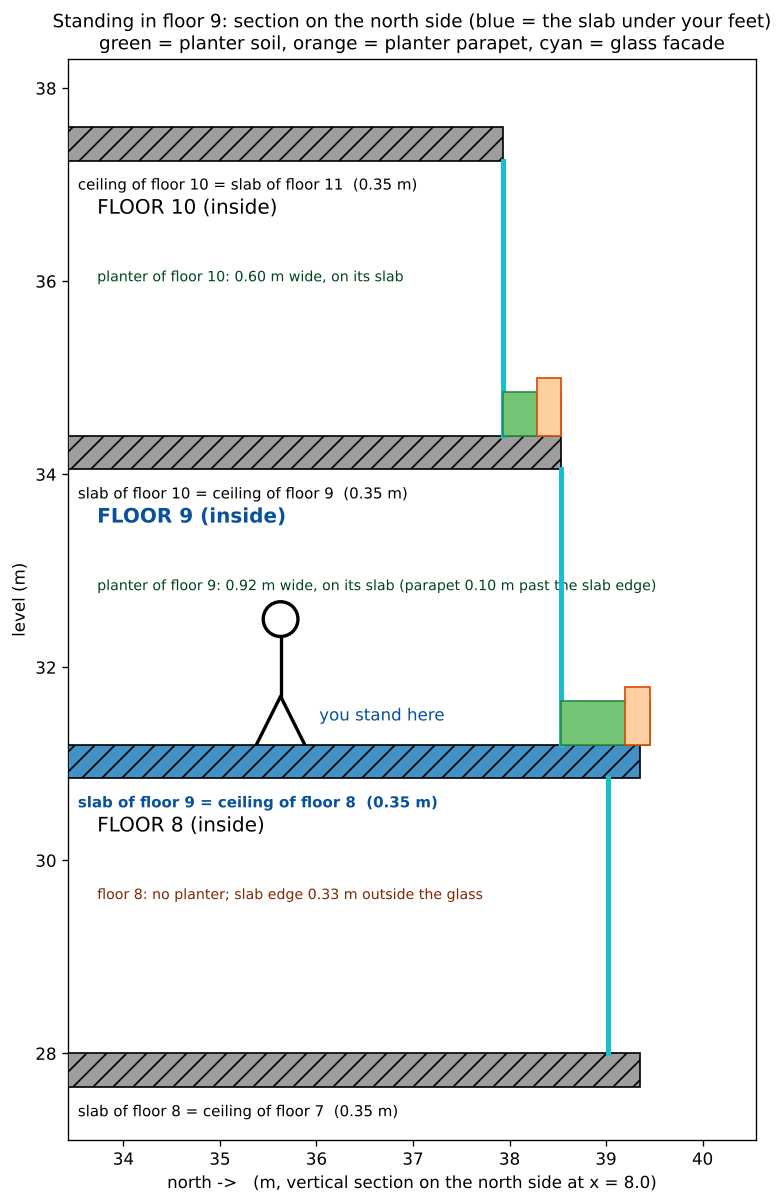 Standing in floor 9: section on the north side (blue = the slab under your feet)
green = planter soil, orange = planter parapet, cyan = glass facade
38
ceiling of floor 10 = slab of floor 11  (0.35 m)
FLOOR 10 (inside)
planter of floor 10: 0.60 m wide, on its slab
36
34
slab of floor 10 = ceiling of floor 9  (0.35 m)
FLOOR 9 (inside)
planter of floor 9: 0.92 m wide, on its slab (parapet 0.10 m past the slab edge)
level (m)
32
you stand here
slab of floor 9 = ceiling of floor 8  (0.35 m)
FLOOR 8 (inside)
30
floor 8: no planter; slab edge 0.33 m outside the glass
28
slab of floor 8 = ceiling of floor 7  (0.35 m)
34 35 36 37 38 39 40
north ->   (m, vertical section on the north side at x = 8.0)